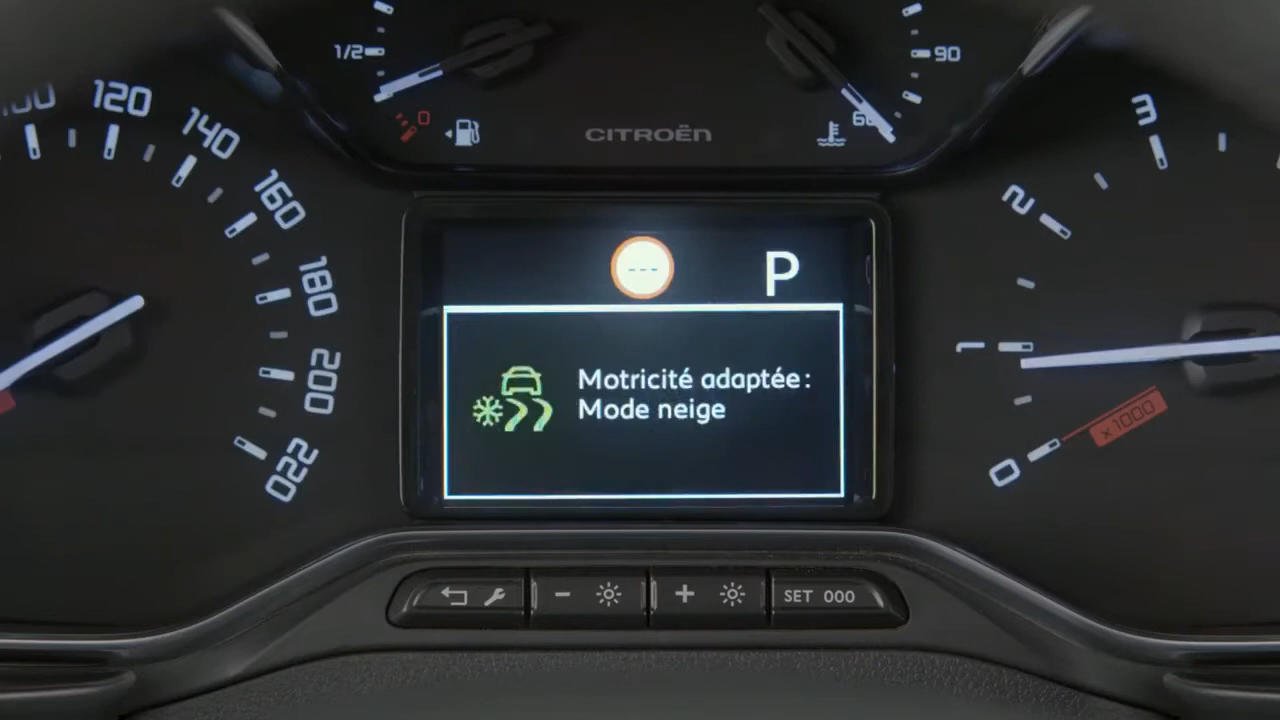 1/2
0
CITROËN
90
120
140
160
180
200
220
P
---
Motricité adaptée:
Mode neige
3
2
1
0
x1000
SET 000